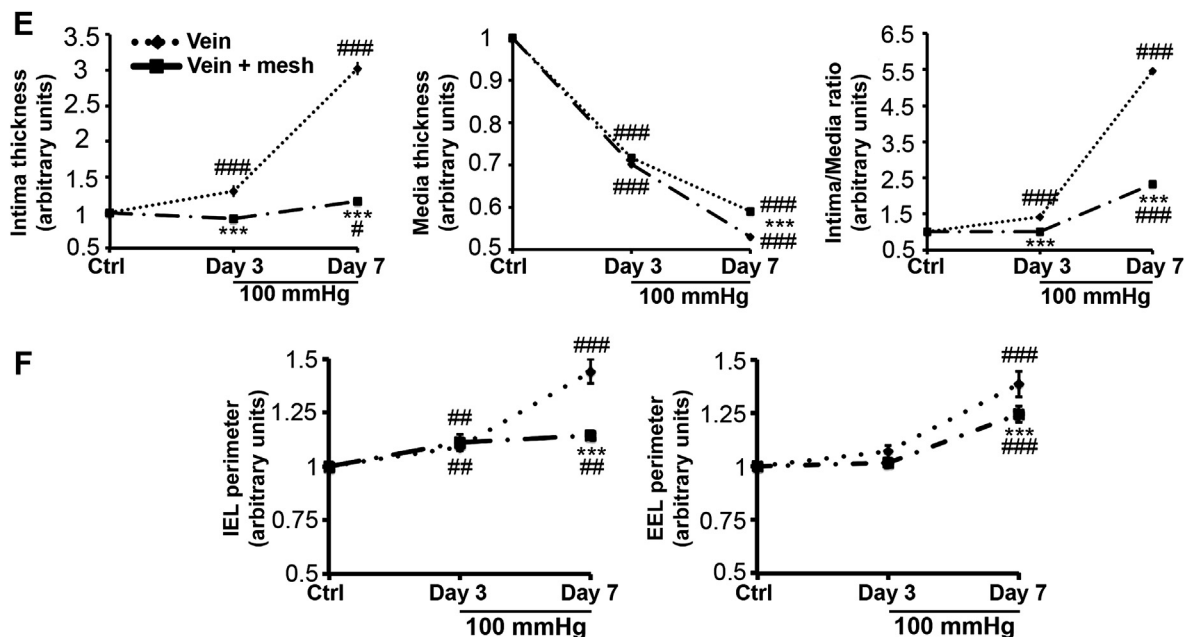 E
Vein
Vein + mesh
Intima thickness
(arbitrary units)
3.5
3
2.5
2
1.5
1
0.5
###
###
***
***
#
Ctrl
Day 3
Day 7
100 mmHg
Media thickness
(arbitrary units)
1
0.9
0.8
0.7
0.6
0.5
###
###
###
***
###
Ctrl
Day 3
Day 7
100 mmHg
Intima/Media ratio
(arbitrary units)
6.5
5.5
4.5
3.5
2.5
1.5
0.5
###
###
***
***
###
Ctrl
Day 3
Day 7
100 mmHg
F
IEL perimeter
(arbitrary units)
1.5
1.25
1
0.75
0.5
###
##
##
***
##
Ctrl
Day 3
Day 7
100 mmHg
EEL perimeter
(arbitrary units)
1.5
1.25
1
0.75
0.5
###
***
###
Ctrl
Day 3
Day 7
100 mmHg